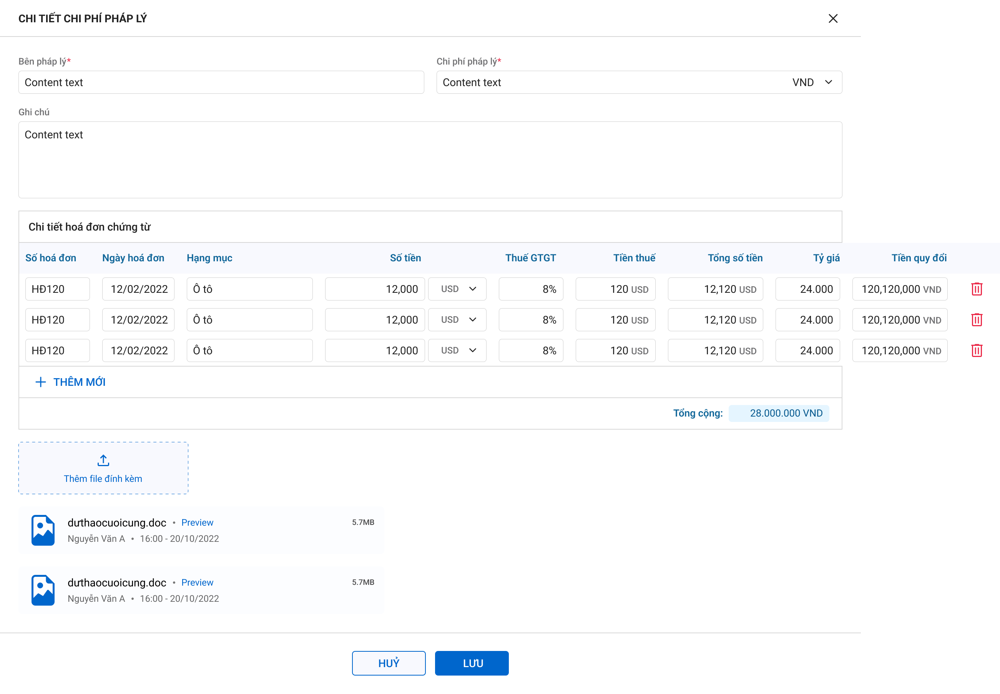 CHI TIẾT CHI PHÍ PHÁP LÝ
Bên pháp lý* Chi phí pháp lý*
Content text Content text VND
Ghi chú
Content text
Chi tiết hoá đơn chứng từ
Số hoá đơn Ngày hoá đơn Hạng mục Số tiền Thuế GTGT Tiền thuế Tổng số tiền Tỷ giá Tiền quy đổi
HĐ120 12/02/2022 Ô tô 12,000 USD 8% 120 USD 12,120 USD 24.000 120,120,000 VND
HĐ120 12/02/2022 Ô tô 12,000 USD 8% 120 USD 12,120 USD 24.000 120,120,000 VND
HĐ120 12/02/2022 Ô tô 12,000 USD 8% 120 USD 12,120 USD 24.000 120,120,000 VND
THÊM MỚI
Tổng cộng: 28.000.000 VND
Thêm file đính kèm
dưthaocuoicung.doc • Preview 5.7MB
Nguyễn Văn A • 16:00 - 20/10/2022
dưthaocuoicung.doc • Preview 5.7MB
Nguyễn Văn A • 16:00 - 20/10/2022
HUỶ LƯU